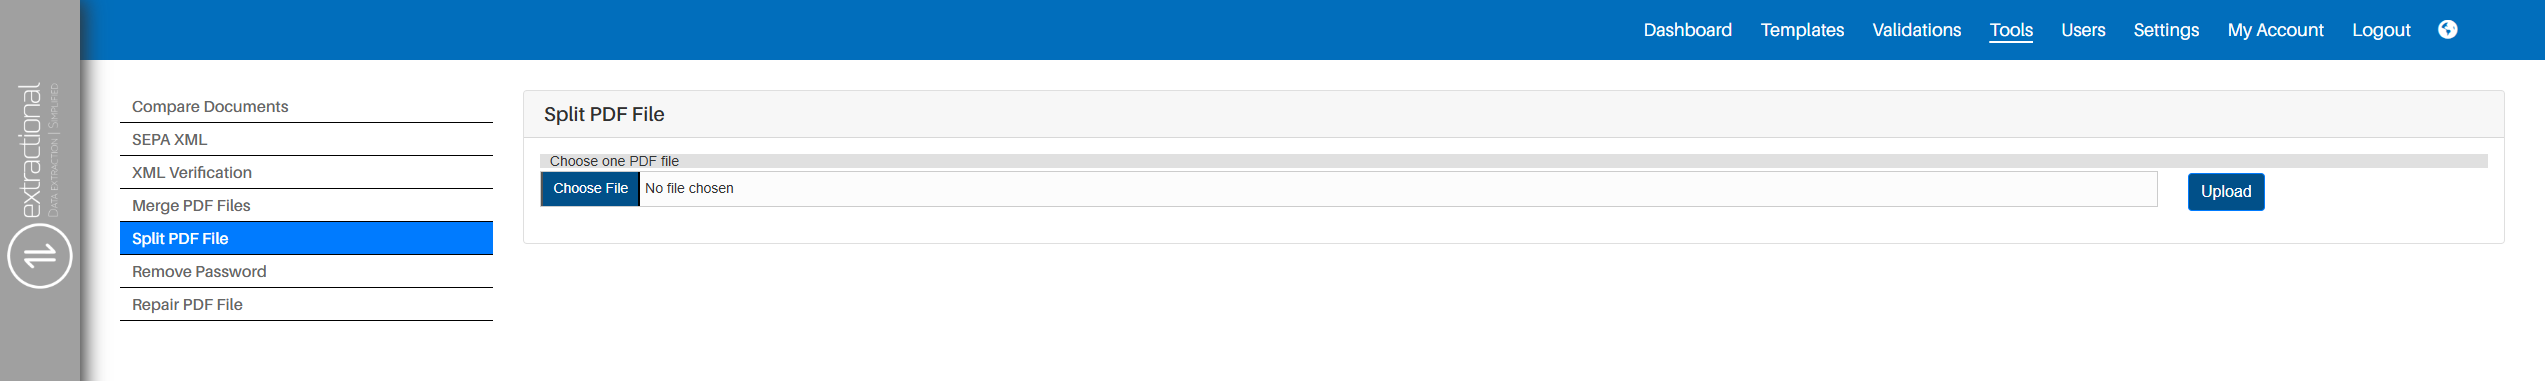 Dashboard Templates Validations Tools Users Settings My Account Logout
extractional
DATA EXTRACTION | SIMPLIFIED
Compare Documents
SEPA XML
XML Verification
Merge PDF Files
Split PDF File
Remove Password
Repair PDF File
Split PDF File
Choose one PDF file
Choose File No file chosen
Upload